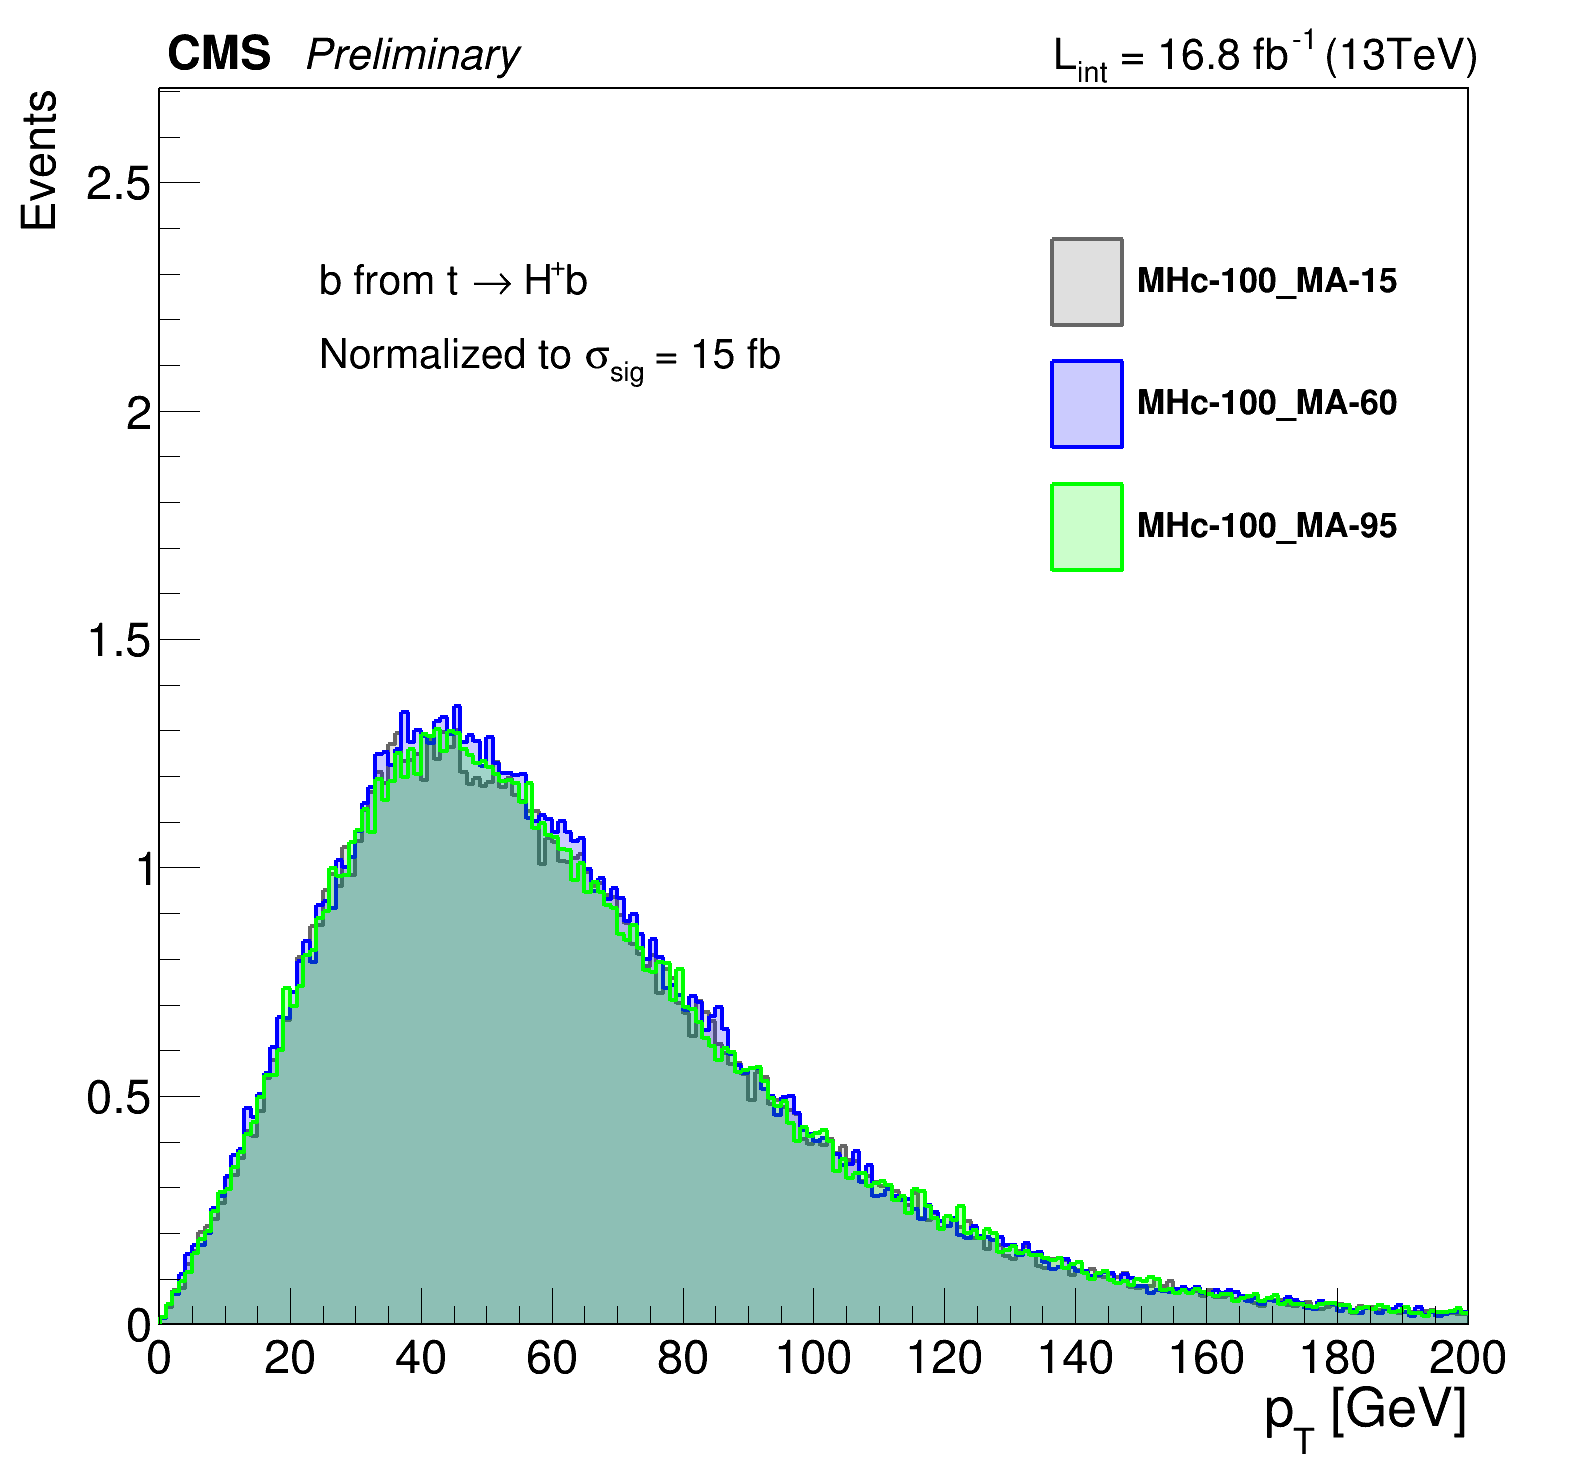 CMS Preliminary
L_int = 16.8 fb^-1 (13TeV)
Events
2.5
2
1.5
1
0.5
0
b from t → H⁺b
Normalized to σ_sig = 15 fb
MHc-100_MA-15
MHc-100_MA-60
MHc-100_MA-95
0 20 40 60 80 100 120 140 160 180 200
p_T [GeV]